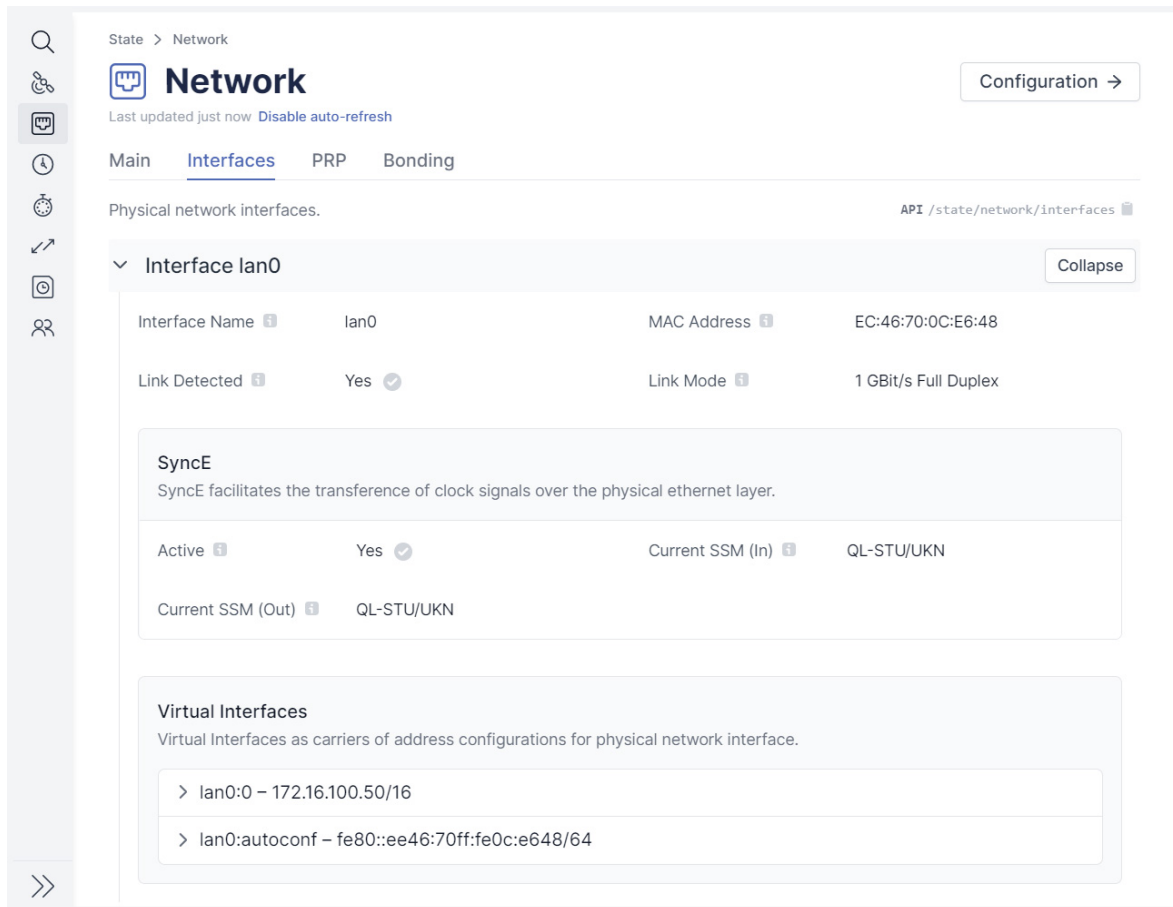 State > Network
Network
Configuration →
Last updated just now Disable auto-refresh
Main Interfaces PRP Bonding
Physical network interfaces. API /state/network/interfaces
Interface lan0 Collapse
Interface Name lan0 MAC Address EC:46:70:0C:E6:48
Link Detected Yes Link Mode 1 GBit/s Full Duplex
SyncE
SyncE facilitates the transference of clock signals over the physical ethernet layer.
Active Yes Current SSM (In) QL-STU/UKN
Current SSM (Out) QL-STU/UKN
Virtual Interfaces
Virtual Interfaces as carriers of address configurations for physical network interface.
lan0:0 – 172.16.100.50/16
lan0:autoconf – fe80::ee46:70ff:fe0c:e648/64